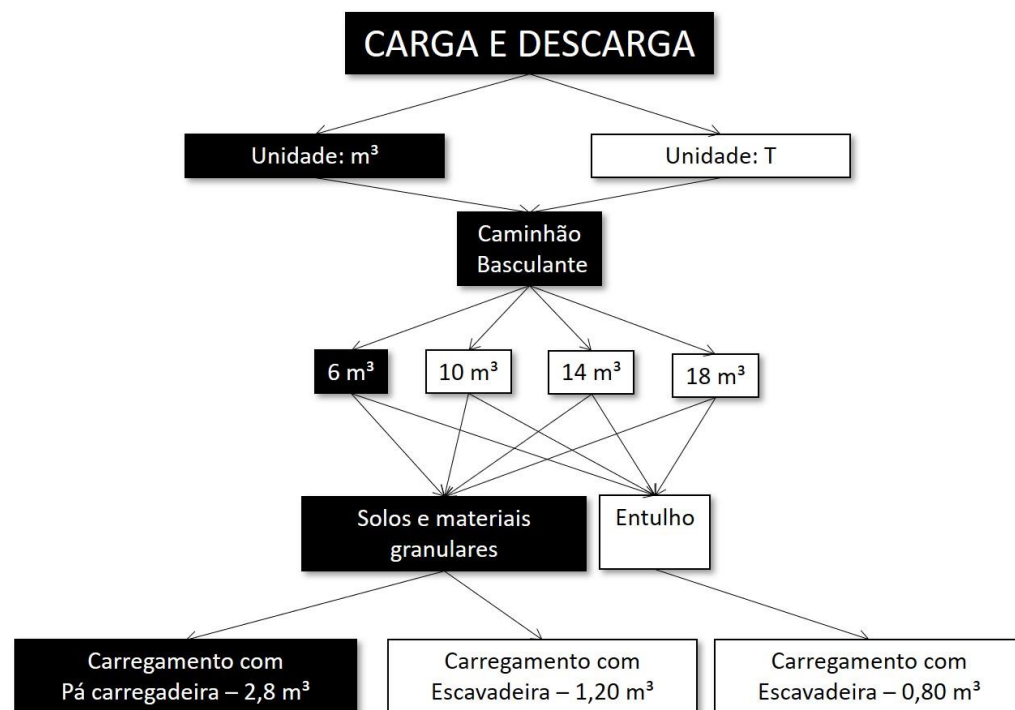 CARGA E DESCARGA
Unidade: m³
Unidade: T
Caminhão
Basculante
6 m³
10 m³
14 m³
18 m³
Solos e materiais
granulares
Entulho
Carregamento com
Pá carregadeira – 2,8 m³
Carregamento com
Escavadeira – 1,20 m³
Carregamento com
Escavadeira – 0,80 m³